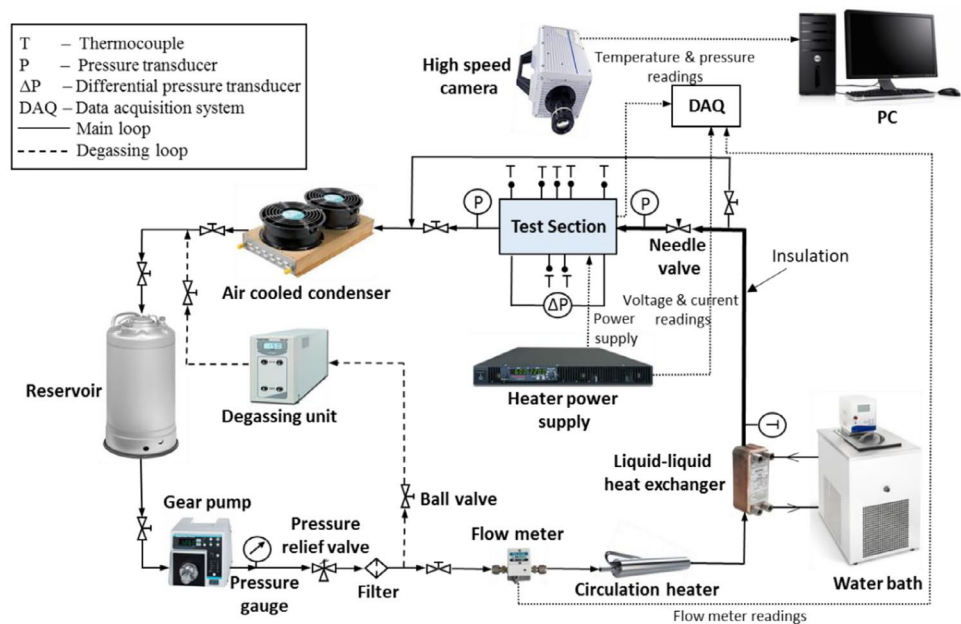 T – Thermocouple
P – Pressure transducer
ΔP – Differential pressure transducer
DAQ – Data acquisition system
Main loop
Degassing loop
High speed
camera
Temperature & pressure
readings
DAQ
PC
T T T T T
P
Test Section
P
Needle
valve
Insulation
Air cooled condenser
T T
ΔP
Voltage & current
readings
Power
supply
Reservoir
Degassing unit
Heater power
supply
T
Liquid-liquid
heat exchanger
Ball valve
Gear pump
Pressure
relief valve
Flow meter
Pressure
gauge
Filter
Circulation heater
Water bath
Flow meter readings